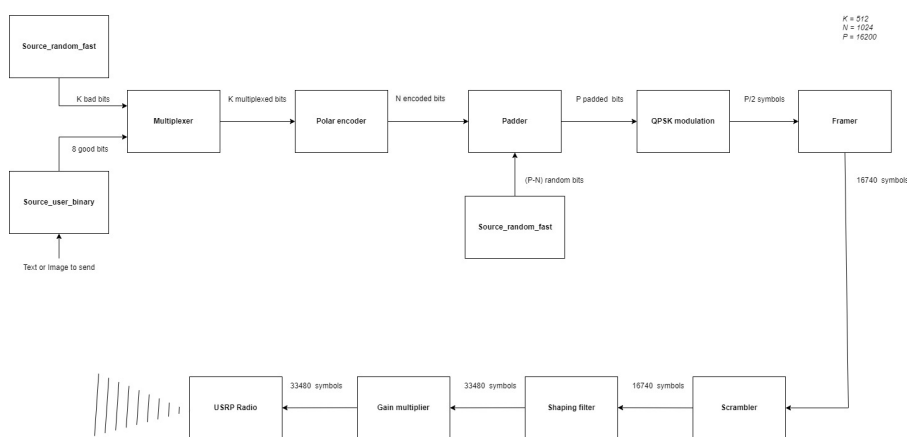 K = 512
N = 1024
P = 16200
Source_random_fast
K bad bits
Multiplexer
K multiplexed bits
Polar encoder
N encoded bits
Padder
P padded bits
QPSK modulation
P/2 symbols
Framer
8 good bits
Source_user_binary
Text or Image to send
(P-N) random bits
Source_random_fast
16740 symbols
USRP Radio
33480 symbols
Gain multiplier
33480 symbols
Shaping filter
16740 symbols
Scrambler